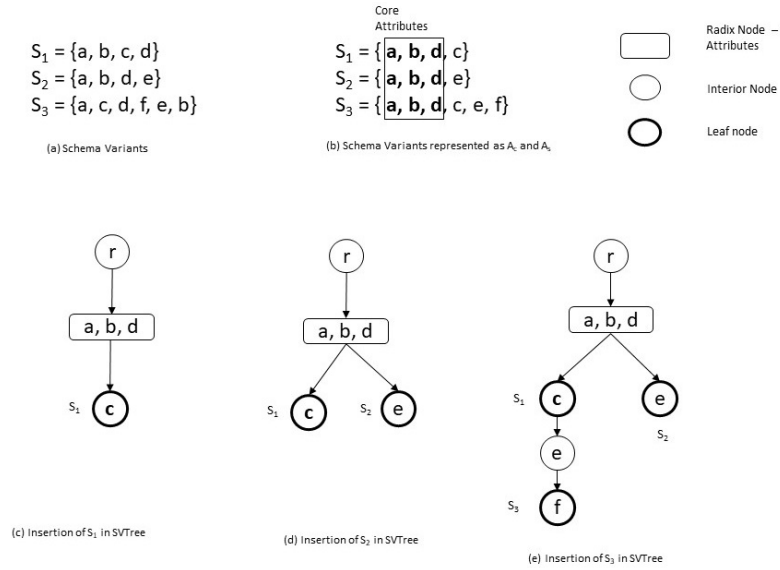 S1 = {a, b, c, d}
S2 = {a, b, d, e}
S3 = {a, c, d, f, e, b}
(a) Schema Variants
Core
Attributes
S1 = { a, b, d, c}
S2 = { a, b, d, e}
S3 = { a, b, d, c, e, f}
(b) Schema Variants represented as Ac and As
Radix Node –
Attributes
Interior Node
Leaf node
r
a, b, d
S1 c
(c) Insertion of S1 in SVTree
r
a, b, d
S1 c S2 e
(d) Insertion of S2 in SVTree
r
a, b, d
S1 c e
S2
e
S3 f
(e) Insertion of S3 in SVTree